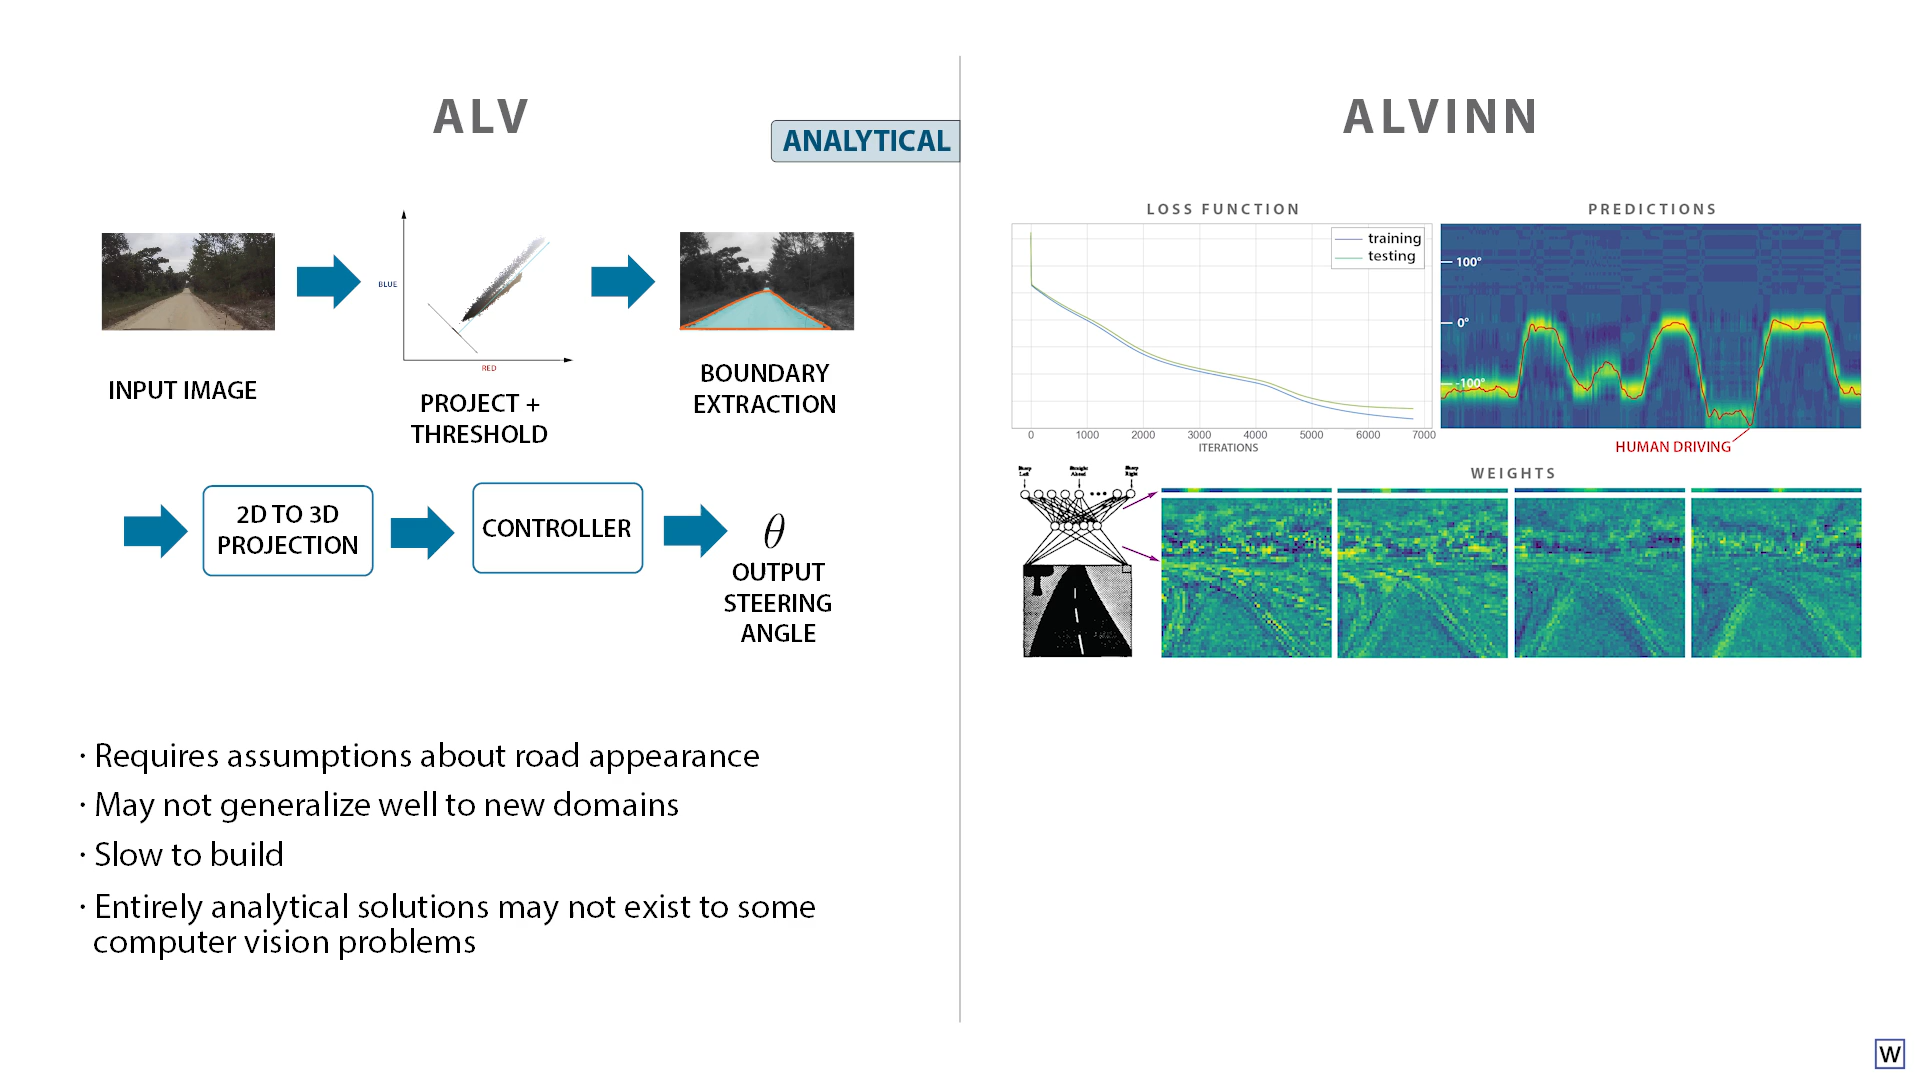 ALV
ANALYTICAL
BLUE
RED
INPUT IMAGE
PROJECT +
THRESHOLD
BOUNDARY
EXTRACTION
2D TO 3D
PROJECTION
CONTROLLER
θ
OUTPUT
STEERING
ANGLE
· Requires assumptions about road appearance
· May not generalize well to new domains
· Slow to build
· Entirely analytical solutions may not exist to some
computer vision problems
ALVINN
LOSS FUNCTION
training
testing
0 1000 2000 3000 4000 5000 6000 7000
ITERATIONS
PREDICTIONS
100°
0°
-100°
HUMAN DRIVING
WEIGHTS
Sharp
Left
Straight
Ahead
Sharp
Right
W